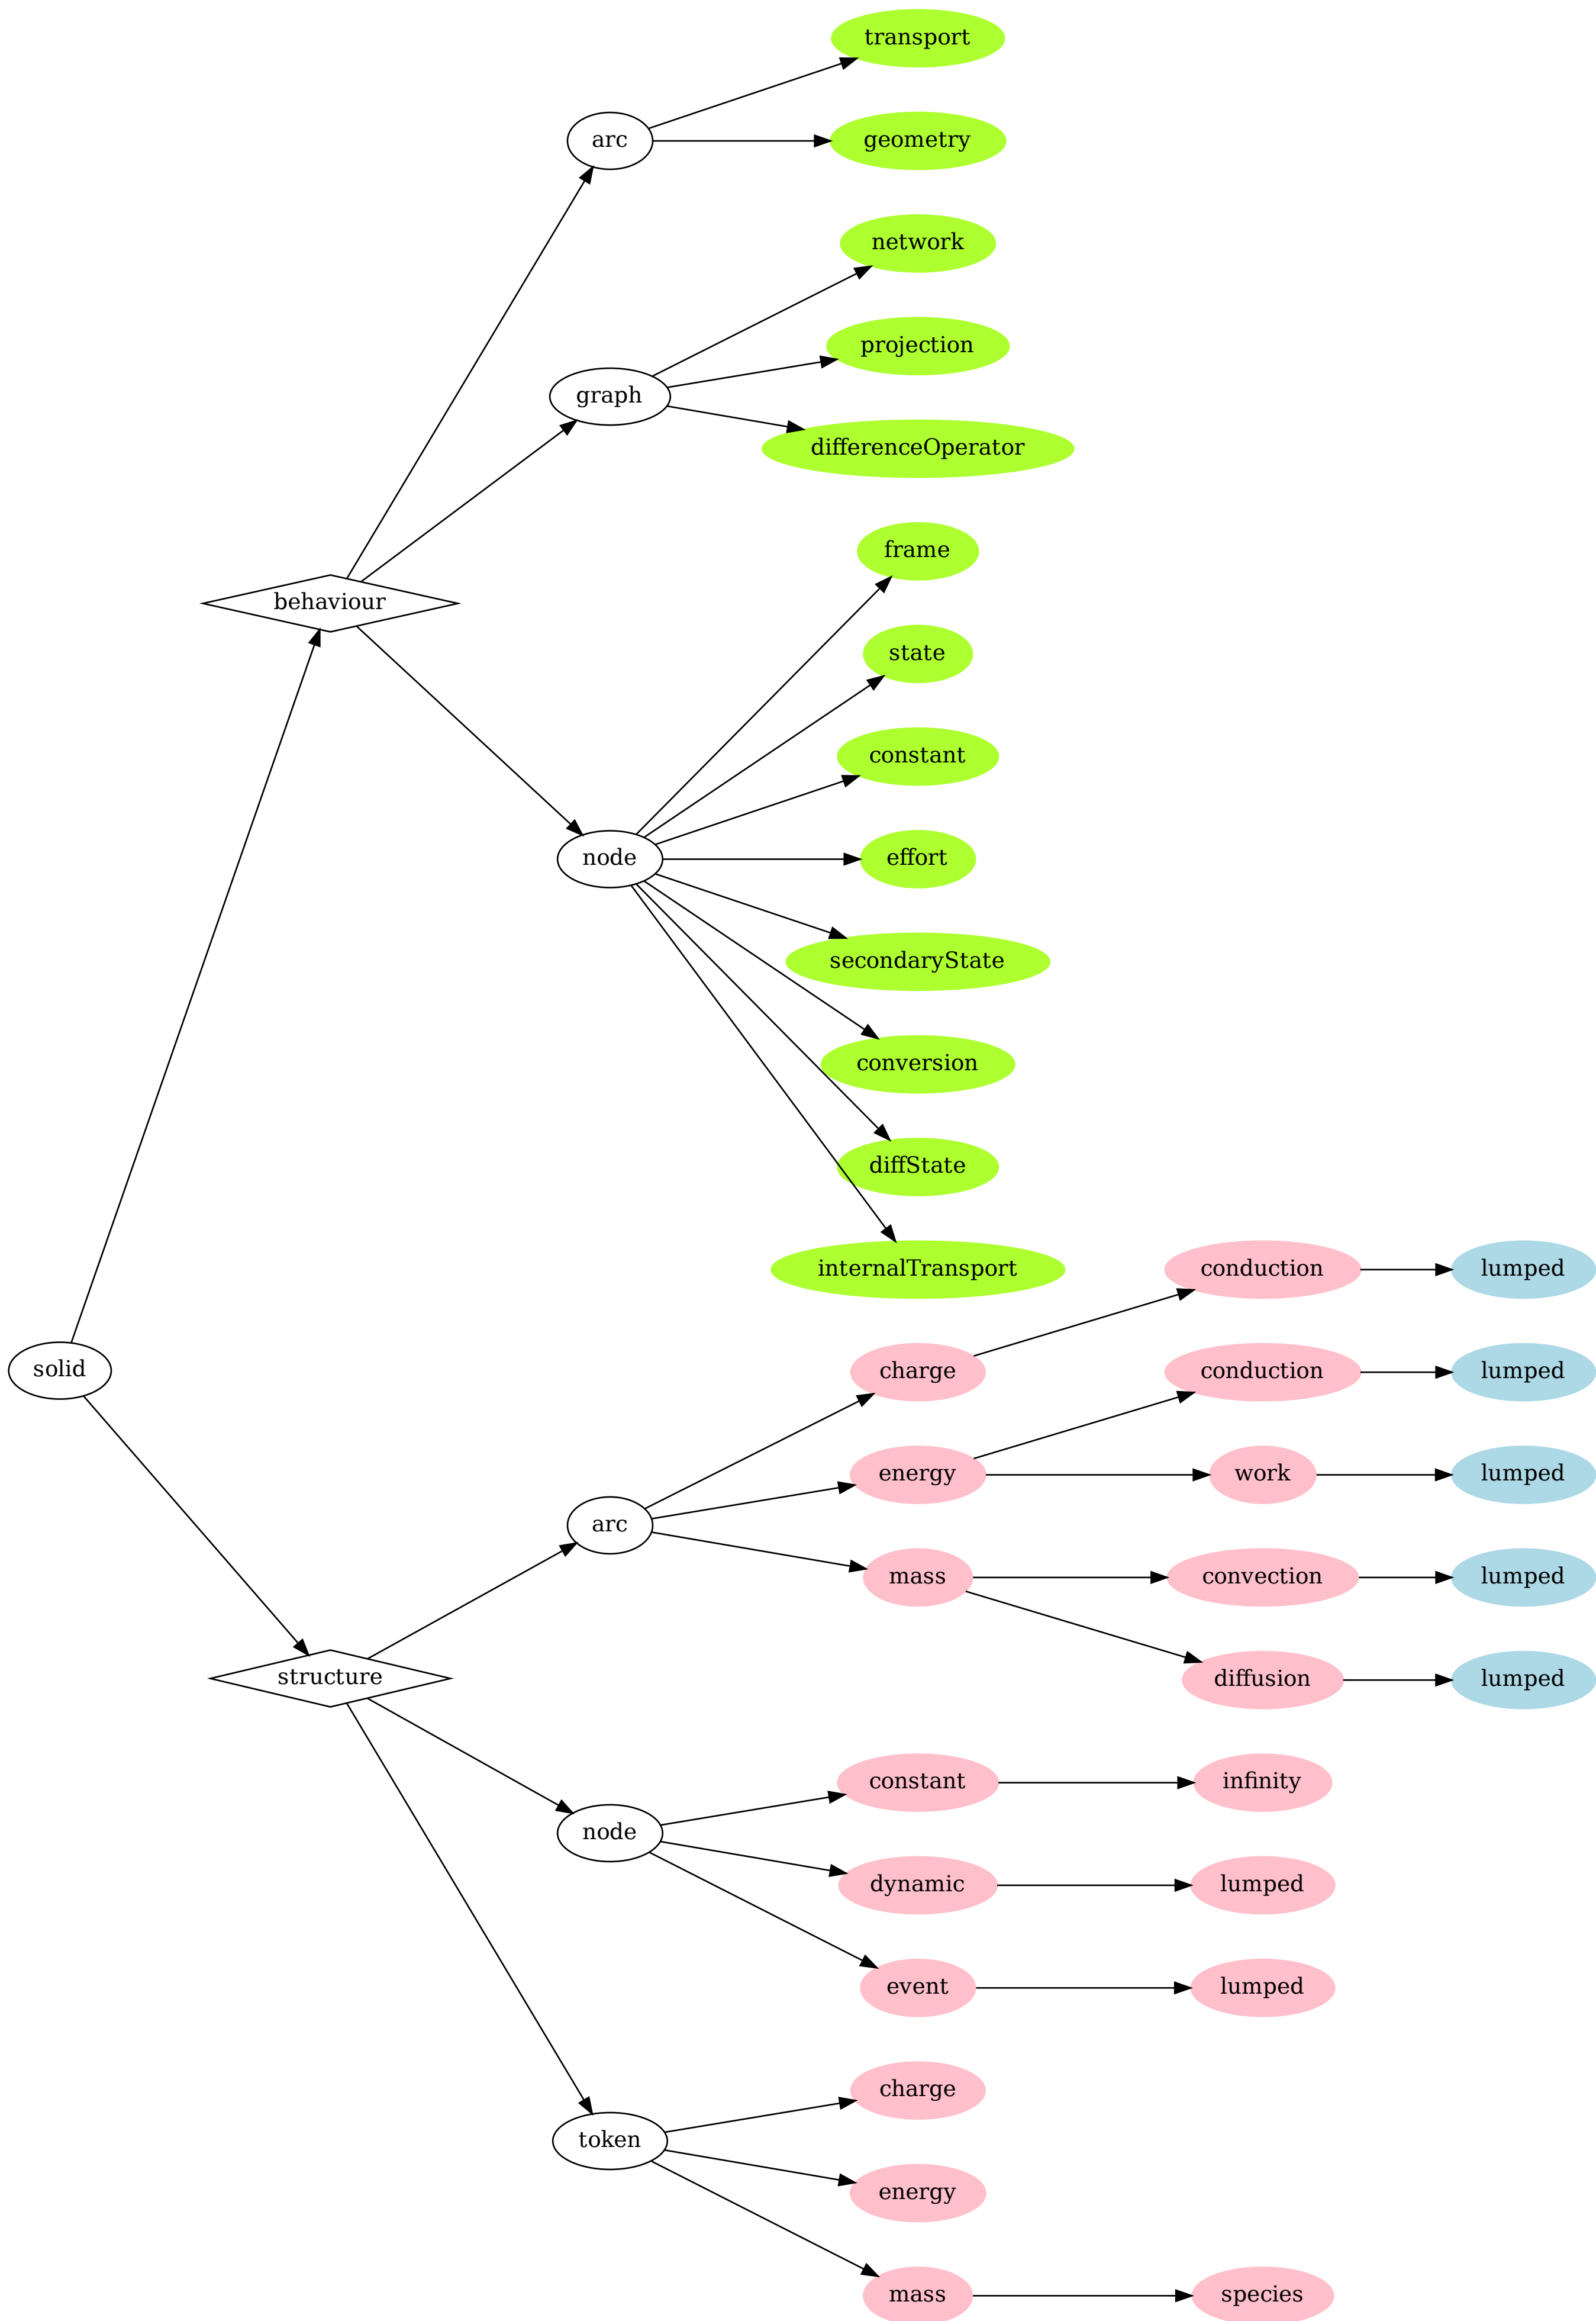 transport
arc
geometry
network
projection
graph
differenceOperator
frame
behaviour
state
constant
node
effort
secondaryState
conversion
diffState
internalTransport
conduction
lumped
solid
charge
conduction
lumped
energy
work
lumped
arc
mass
convection
lumped
structure
diffusion
lumped
constant
infinity
node
dynamic
lumped
event
lumped
charge
token
energy
mass
species